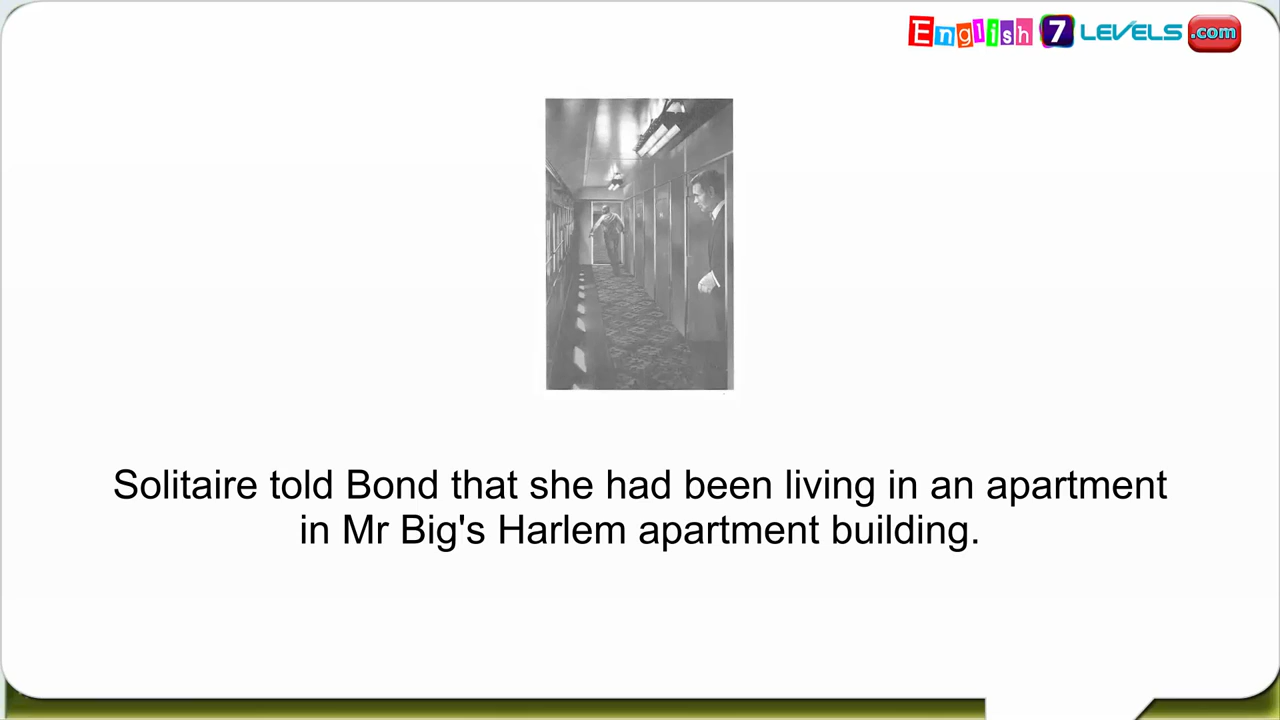 English 7 LEVELS .com
Solitaire told Bond that she had been living in an apartment
in Mr Big's Harlem apartment building.